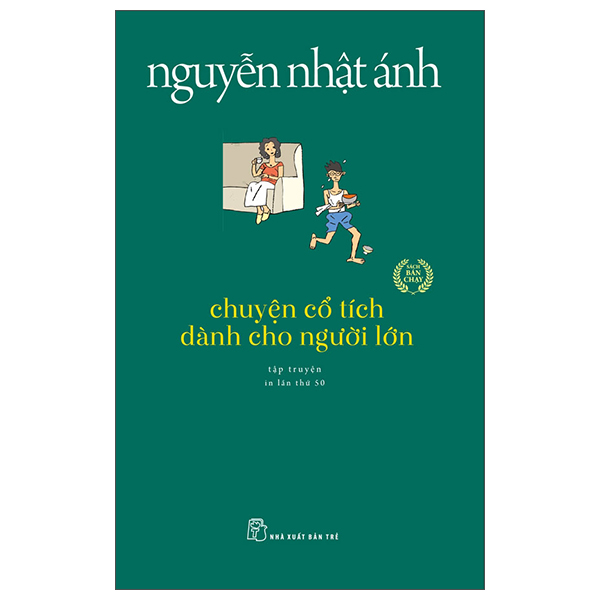 nguyễn nhật ánh
SÁCH
BÁN
CHẠY
chuyện cổ tích
dành cho người lớn
tập truyện
in lần thứ 50
NHÀ XUẤT BẢN TRẺ